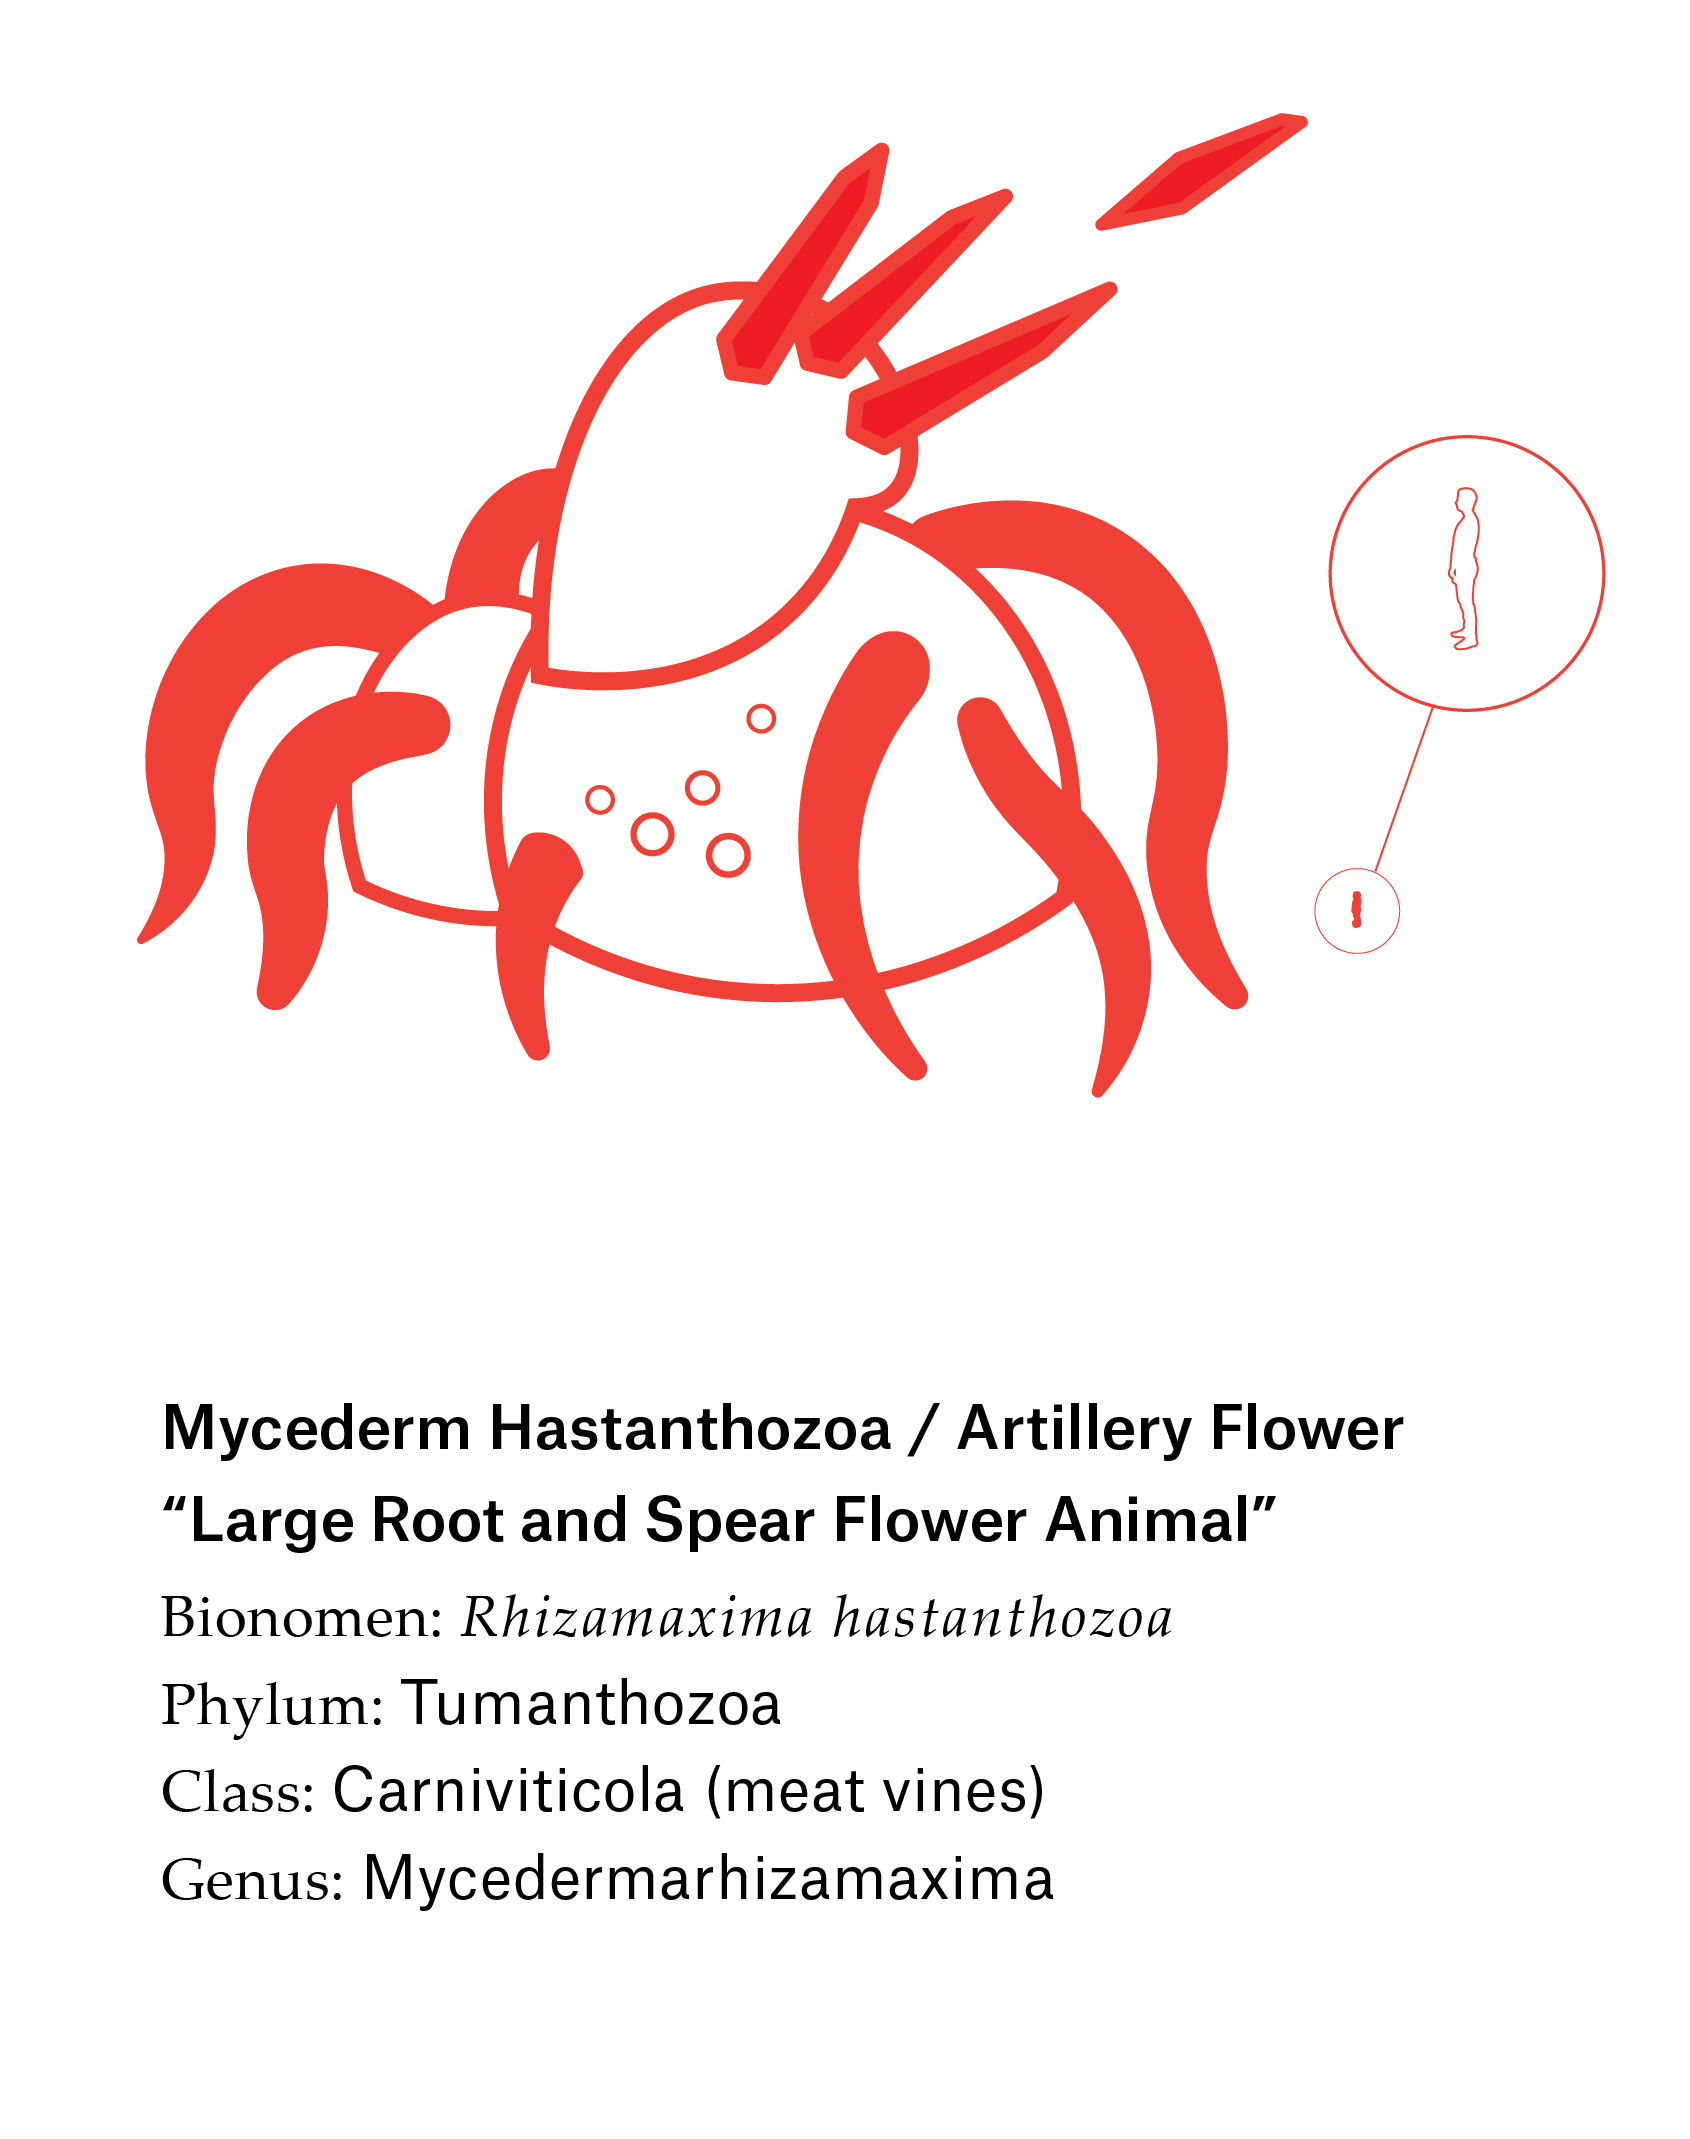 Mycederm Hastanthozoa / Artillery Flower
“Large Root and Spear Flower Animal”
Bionomen: Rhizamaxima hastanthozoa
Phylum: Tumanthozoa
Class: Carniviticola (meat vines)
Genus: Mycedermarhizamaxima